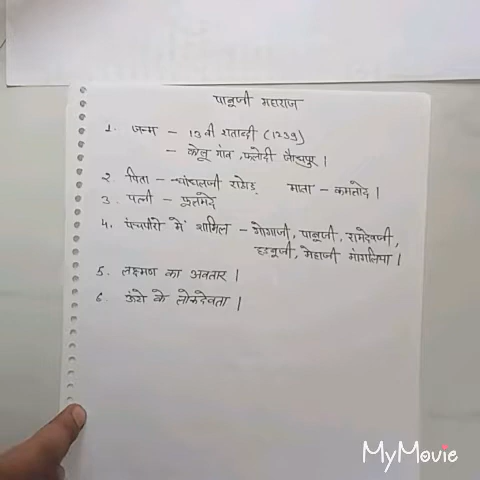 पाबूजी महाराज
1. जन्म - 13 वी शताब्दी (1239)
- कोलू गांव, फलोदी जोधपुर ।
2. पिता - धांधलजी राठौड़ माता - कमलादे ।
3. पत्नी - फूलमदे
4. पंचपीरो में शामिल - गोगाजी, पाबूजी, रामदेवजी,
हड़बूजी, मेहाजी मांगलिया ।
5. लक्ष्मण का अवतार ।
6. ऊंटो के लोकदेवता ।
MyMovie